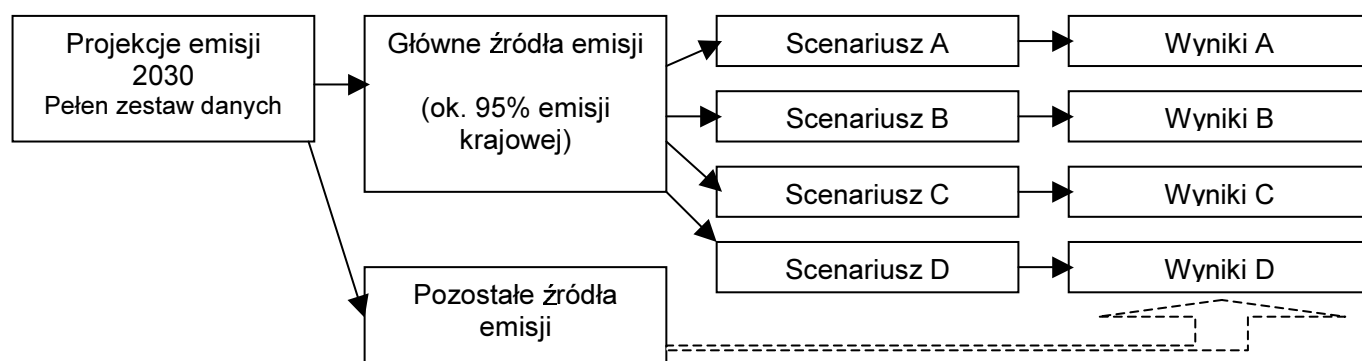 Projekcje emisji
2030
Pełen zestaw danych
Główne źródła emisji
(ok. 95% emisji
krajowej)
Pozostałe źródła
emisji
Scenariusz A
Wyniki A
Scenariusz B
Wyniki B
Scenariusz C
Wyniki C
Scenariusz D
Wyniki D